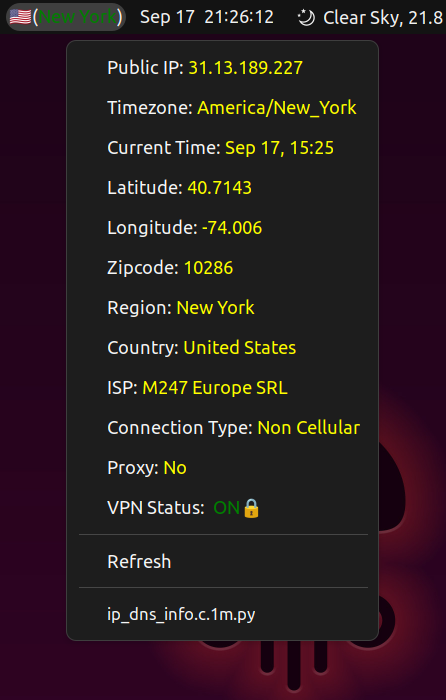 (New York) Sep 17 21:26:12 Clear Sky, 21.8
Public IP: 31.13.189.227
Timezone: America/New_York
Current Time: Sep 17, 15:25
Latitude: 40.7143
Longitude: -74.006
Zipcode: 10286
Region: New York
Country: United States
ISP: M247 Europe SRL
Connection Type: Non Cellular
Proxy: No
VPN Status: ON
Refresh
ip_dns_info.c.1m.py